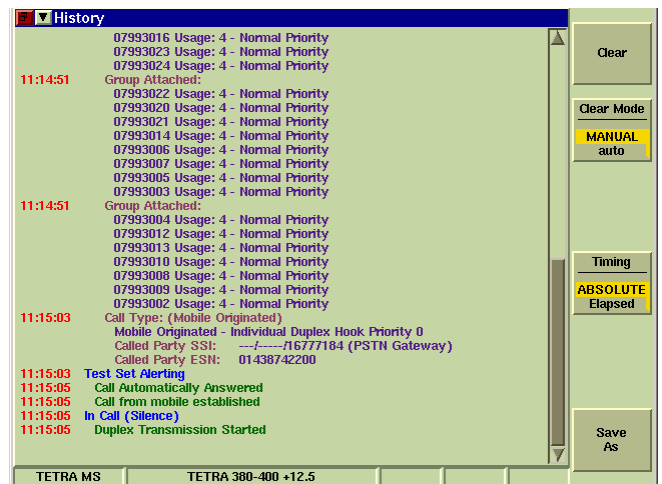 History
07993016 Usage: 4 - Normal Priority
07993023 Usage: 4 - Normal Priority
07993024 Usage: 4 - Normal Priority
11:14:51 Group Attached:
07993022 Usage: 4 - Normal Priority
07993020 Usage: 4 - Normal Priority
07993021 Usage: 4 - Normal Priority
07993014 Usage: 4 - Normal Priority
07993006 Usage: 4 - Normal Priority
07993007 Usage: 4 - Normal Priority
07993005 Usage: 4 - Normal Priority
07993003 Usage: 4 - Normal Priority
11:14:51 Group Attached:
07993004 Usage: 4 - Normal Priority
07993012 Usage: 4 - Normal Priority
07993013 Usage: 4 - Normal Priority
07993010 Usage: 4 - Normal Priority
07993008 Usage: 4 - Normal Priority
07993009 Usage: 4 - Normal Priority
07993002 Usage: 4 - Normal Priority
11:15:03 Call Type: (Mobile Originated)
Mobile Originated - Individual Duplex Hook Priority 0
Called Party SSI: ---/-----/16777184 (PSTN Gateway)
Called Party ESN: 01438742200
11:15:03 Test Set Alerting
11:15:05 Call Automatically Answered
11:15:05 Call from mobile established
11:15:05 In Call (Silence)
11:15:05 Duplex Transmission Started
TETRA MS
TETRA 380-400 +12.5
Clear
Clear Mode
MANUAL
auto
Timing
ABSOLUTE
Elapsed
Save
As